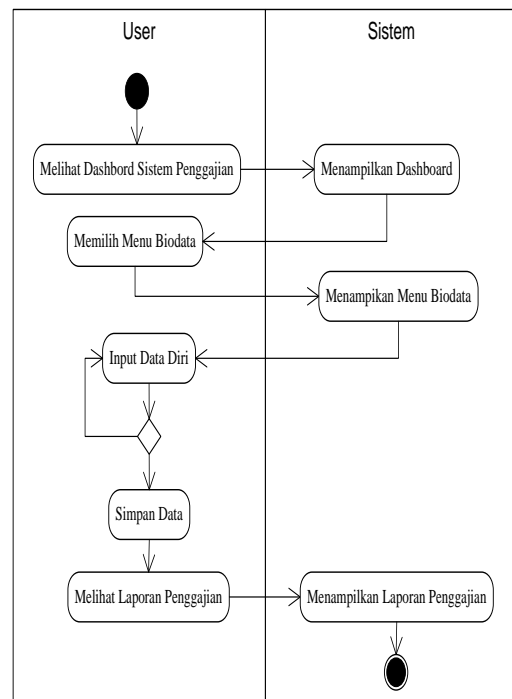 User
Sistem
Melihat Dashbord Sistem Penggajian
Menampilkan Dashboard
Memilih Menu Biodata
Menampikan Menu Biodata
Input Data Diri
Simpan Data
Melihat Laporan Penggajian
Menampilkan Laporan Penggajian